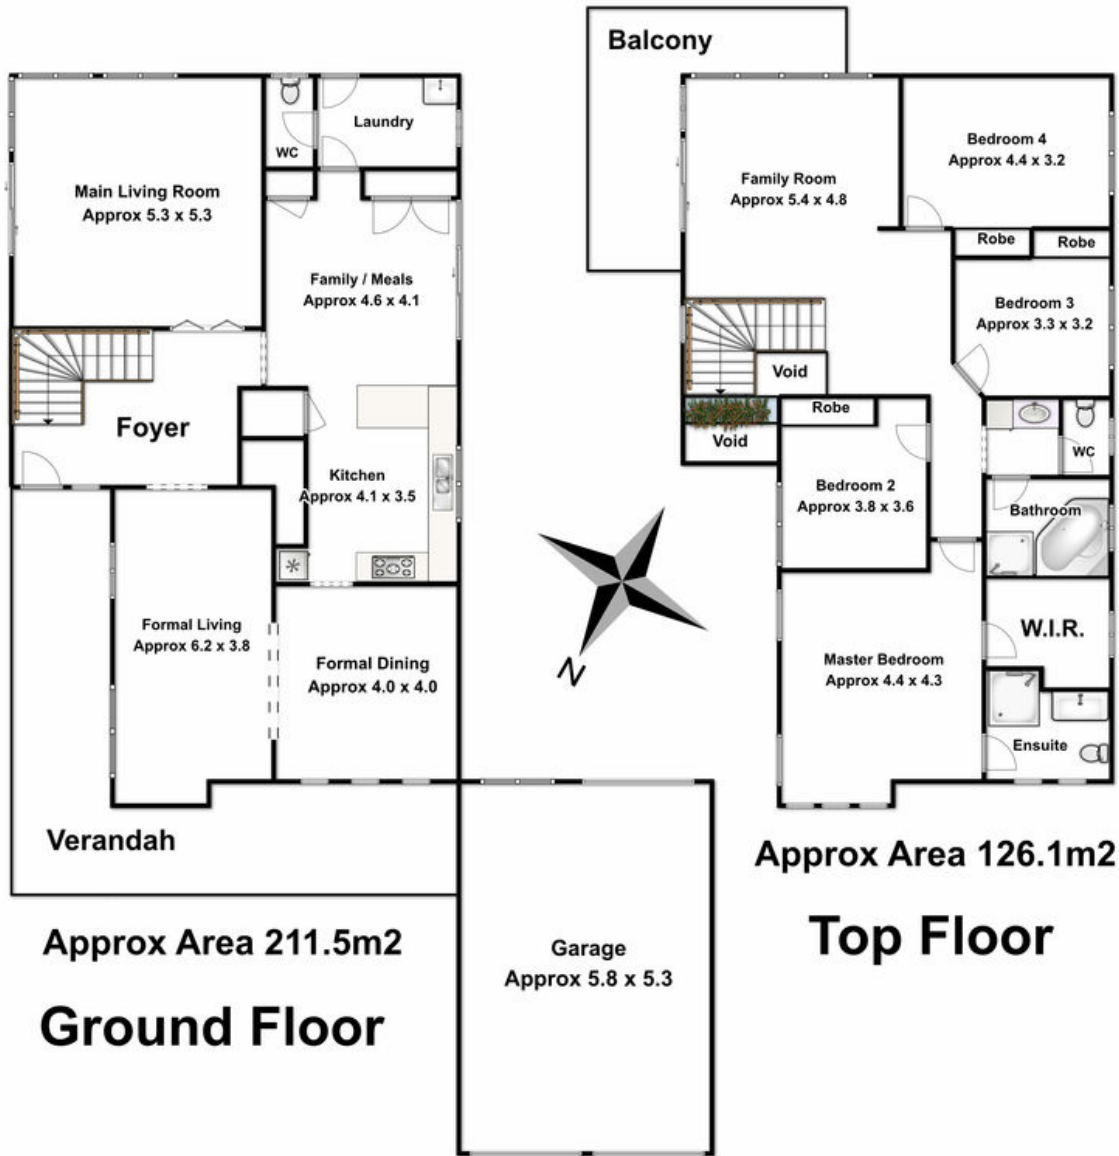 Balcony
Laundry
WC
Main Living Room
Approx 5.3 x 5.3
Family / Meals
Approx 4.6 x 4.1
Foyer
Kitchen
Approx 4.1 x 3.5
Formal Living
Approx 6.2 x 3.8
Formal Dining
Approx 4.0 x 4.0
Verandah
Approx Area 211.5m2
Ground Floor
Garage
Approx 5.8 x 5.3
N
Bedroom 4
Approx 4.4 x 3.2
Family Room
Approx 5.4 x 4.8
Robe
Robe
Bedroom 3
Approx 3.3 x 3.2
Void
Robe
Void
WC
Bedroom 2
Approx 3.8 x 3.6
Bathroom
W.I.R.
Master Bedroom
Approx 4.4 x 4.3
Ensuite
Approx Area 126.1m2
Top Floor